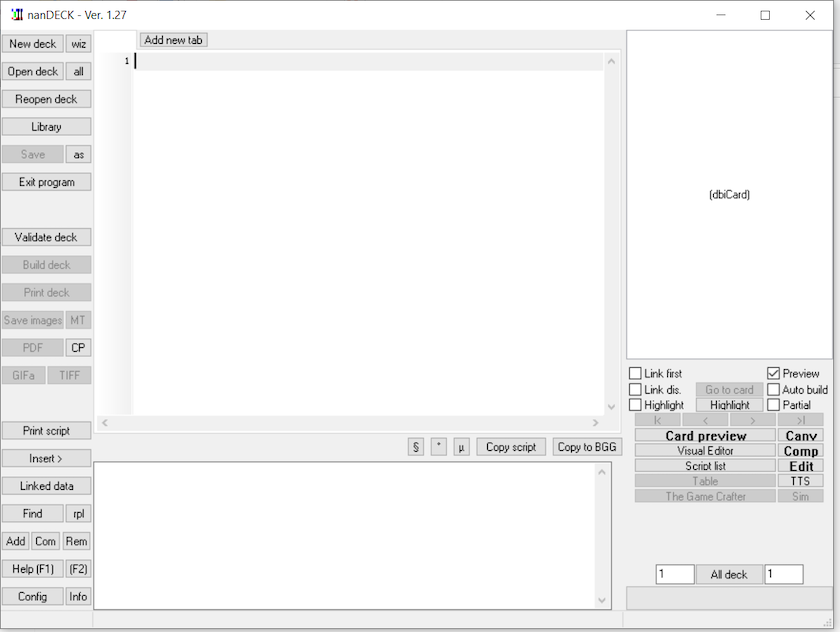 nanDECK - Ver. 1.27
New deck wiz
Open deck all
Reopen deck
Library
Save as
Exit program
Validate deck
Build deck
Print deck
Save images MT
PDF CP
GIFa TIFF
Print script
Insert >
Linked data
Find rpl
Add Com Rem
Help (F1) (F2)
Config Info
Add new tab
1
§ " µ Copy script Copy to BGG
(dbiCard)
Link first Preview
Link dis. Go to card Auto build
Highlight Highlight Partial
|< < > >|
Card preview Canv
Visual Editor Comp
Script list Edit
Table TTS
The Game Crafter Sim
1 All deck 1